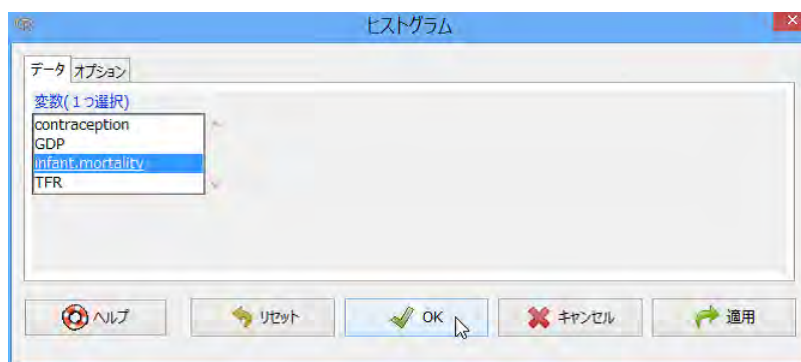 ヒストグラム
データ オプション
変数(1つ選択)
contraception
GDP
infant.mortality
TFR
ヘルプ リセット OK キャンセル 適用